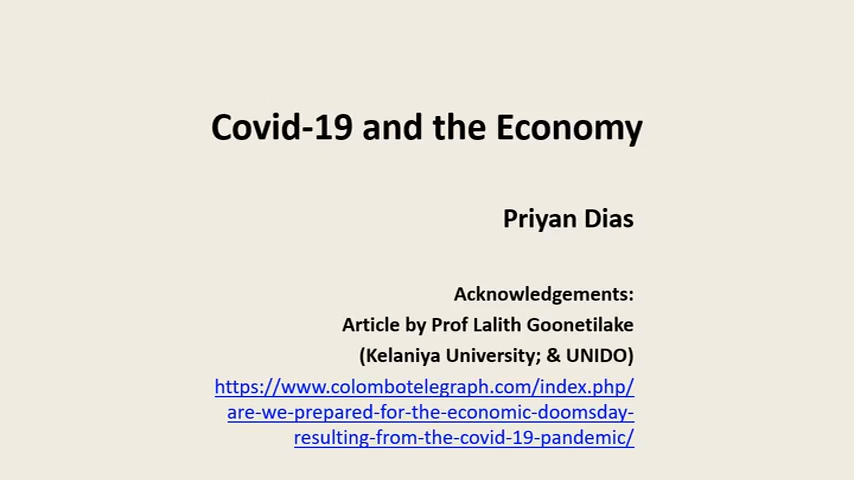 Covid-19 and the Economy
Priyan Dias
Acknowledgements:
Article by Prof Lalith Goonetilake
(Kelaniya University; & UNIDO)
https://www.colombotelegraph.com/index.php/
are-we-prepared-for-the-economic-doomsday-
resulting-from-the-covid-19-pandemic/